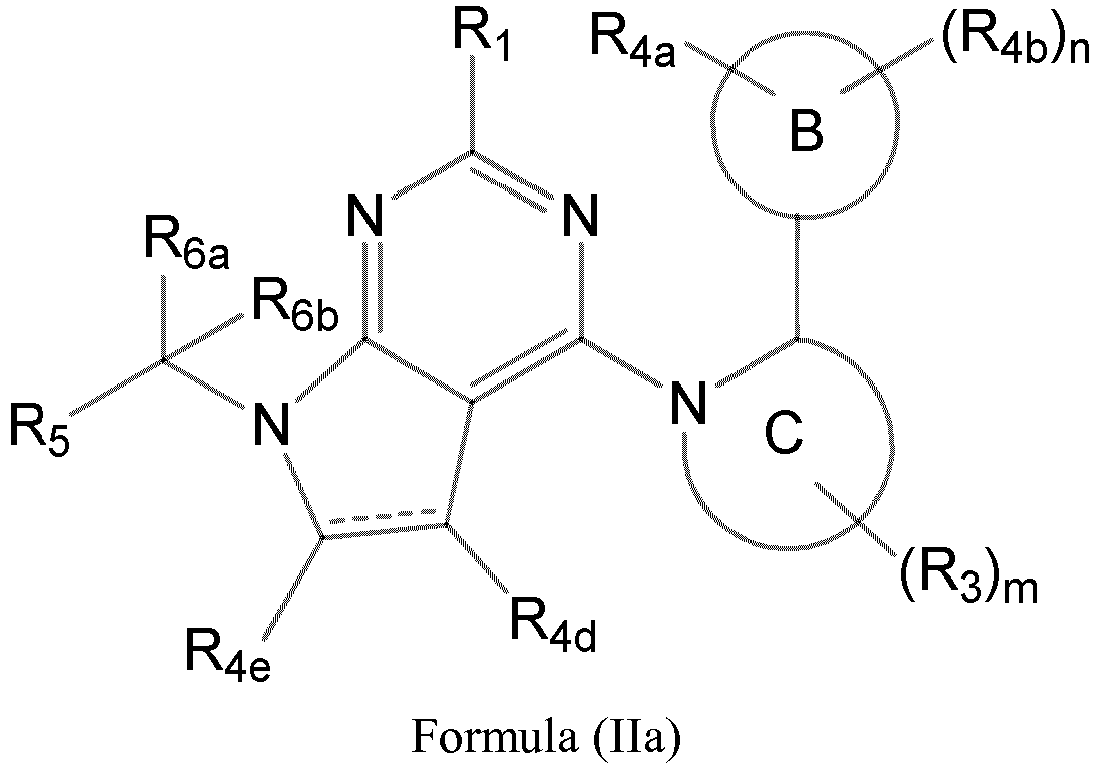 R1
R4a
(R4b)n
B
N
N
R6a
R6b
R5
N
N
C
(R3)m
R4d
R4e
Formula (IIa)